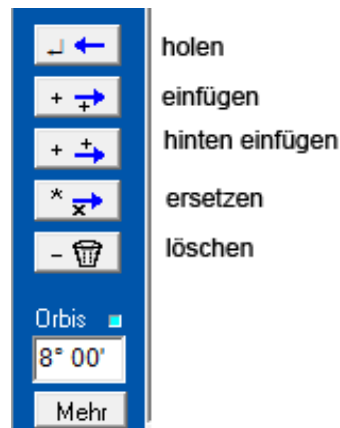 holen
+ einfügen
+ + hinten einfügen
* x ersetzen
- löschen
Orbis
8° 00'
Mehr